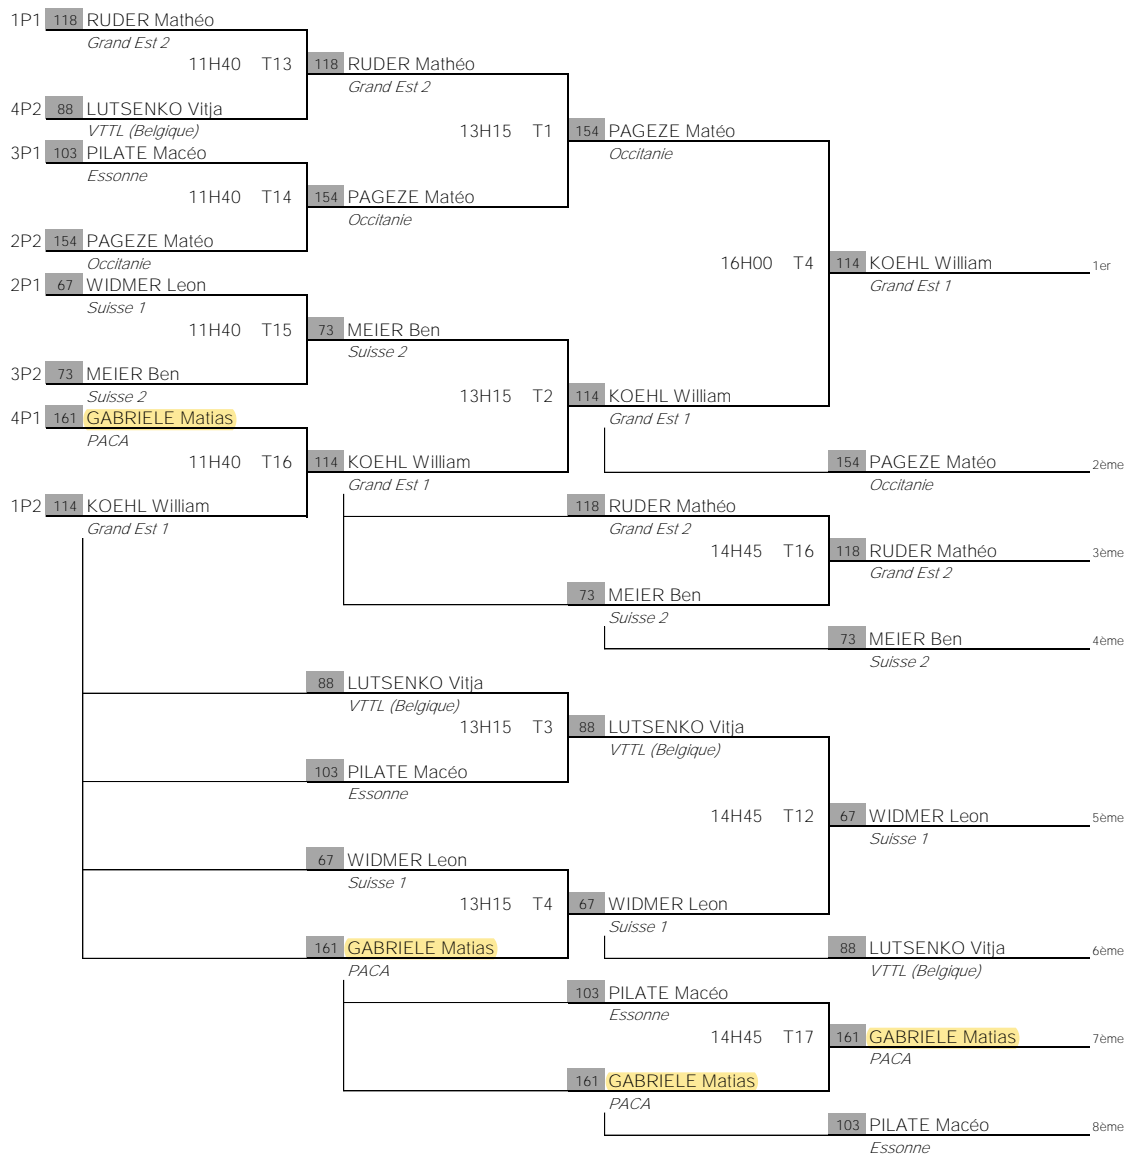 1P1 118 RUDER Mathéo
Grand Est 2
11H40 T13 118 RUDER Mathéo
Grand Est 2
4P2 88 LUTSENKO Vitja
VTTL (Belgique)
13H15 T1 154 PAGEZE Matéo
Occitanie
3P1 103 PILATE Macéo
Essonne
11H40 T14 154 PAGEZE Matéo
Occitanie
2P2 154 PAGEZE Matéo
Occitanie
16H00 T4 114 KOEHL William 1er
Grand Est 1
2P1 67 WIDMER Leon
Suisse 1
11H40 T15 73 MEIER Ben
Suisse 2
3P2 73 MEIER Ben
Suisse 2
13H15 T2 114 KOEHL William
Grand Est 1
4P1 161 GABRIELE Matias
PACA
11H40 T16 114 KOEHL William
Grand Est 1
154 PAGEZE Matéo 2ème
Occitanie
1P2 114 KOEHL William
Grand Est 1
118 RUDER Mathéo
Grand Est 2
14H45 T16 118 RUDER Mathéo 3ème
Grand Est 2
73 MEIER Ben
Suisse 2
73 MEIER Ben 4ème
Suisse 2
88 LUTSENKO Vitja
VTTL (Belgique)
13H15 T3 88 LUTSENKO Vitja
VTTL (Belgique)
103 PILATE Macéo
Essonne
14H45 T12 67 WIDMER Leon 5ème
Suisse 1
67 WIDMER Leon
Suisse 1
13H15 T4 67 WIDMER Leon
Suisse 1
161 GABRIELE Matias
PACA
88 LUTSENKO Vitja 6ème
VTTL (Belgique)
103 PILATE Macéo
Essonne
14H45 T17 161 GABRIELE Matias 7ème
PACA
161 GABRIELE Matias
PACA
103 PILATE Macéo 8ème
Essonne